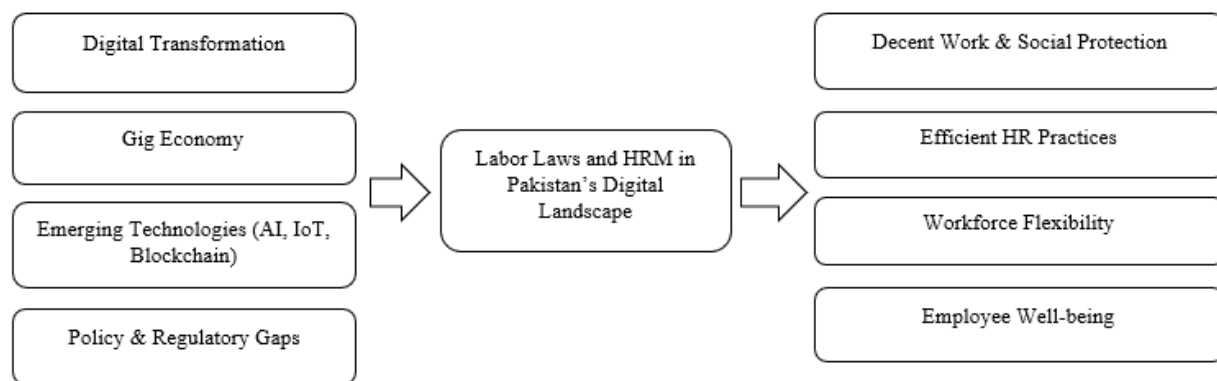 Digital Transformation
Gig Economy
Emerging Technologies (AI, IoT,
Blockchain)
Policy & Regulatory Gaps
Labor Laws and HRM in
Pakistan’s Digital
Landscape
Decent Work & Social Protection
Efficient HR Practices
Workforce Flexibility
Employee Well-being